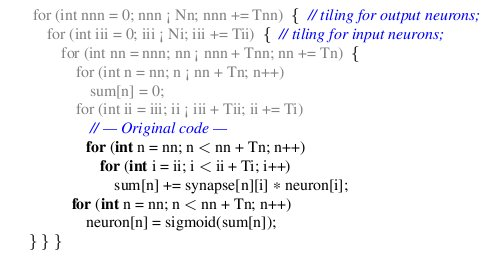 for (int nnn = 0; nnn ¡ Nn; nnn += Tnn) { // tiling for output neurons;
for (int iii = 0; iii ¡ Ni; iii += Tii) { // tiling for input neurons;
for (int nn = nnn; nn ¡ nnn + Tnn; nn += Tn) {
for (int n = nn; n ¡ nn + Tn; n++)
sum[n] = 0;
for (int ii = iii; ii ¡ iii + Tii; ii += Ti)
// — Original code —
for (int n = nn; n < nn + Tn; n++)
for (int i = ii; i < ii + Ti; i++)
sum[n] += synapse[n][i] * neuron[i];
for (int n = nn; n < nn + Tn; n++)
neuron[n] = sigmoid(sum[n]);
} } }